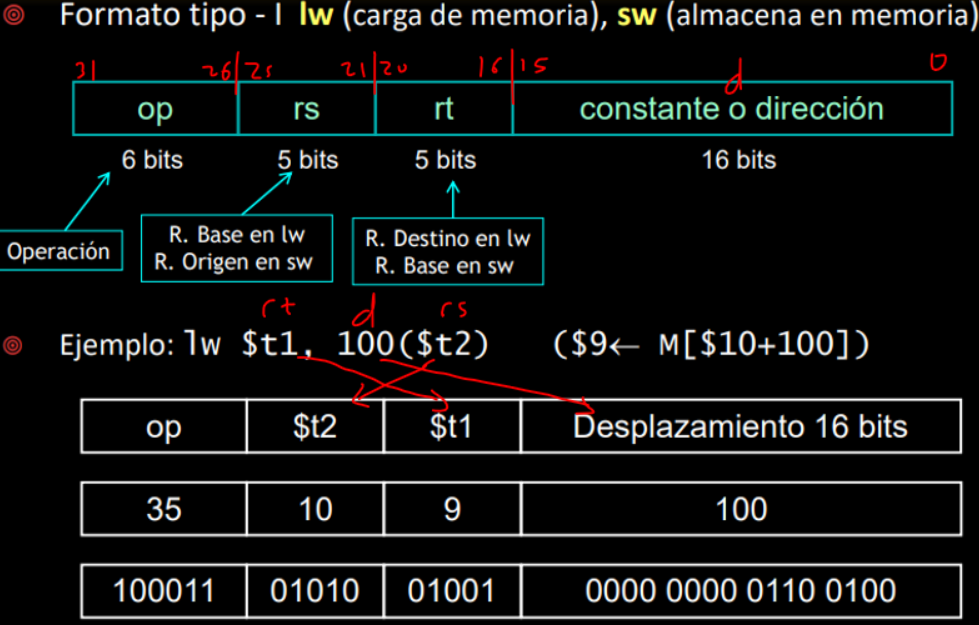 Formato tipo - I lw (carga de memoria), sw (almacena en memoria)
31 26 25 21 20 16 15 d 0
op rs rt constante o dirección
6 bits 5 bits 5 bits 16 bits
Operación
R. Base en lw
R. Origen en sw
R. Destino en lw
R. Base en sw
rt d rs
Ejemplo: lw $t1, 100($t2) ($9← M[$10+100])
op $t2 $t1 Desplazamiento 16 bits
35 10 9 100
100011 01010 01001 0000 0000 0110 0100